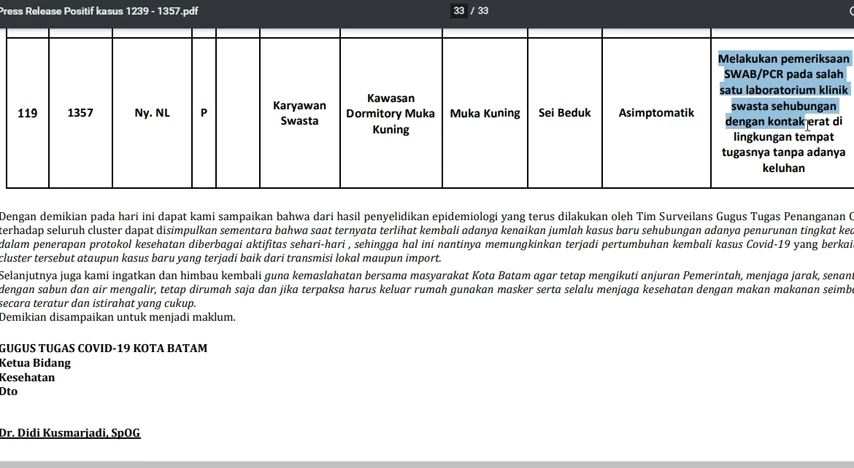 Press Release Positif kasus 1239 - 1357.pdf
33 / 33
119
1357
Ny. NL
P
Karyawan
Swasta
Kawasan
Dormitory Muka
Kuning
Muka Kuning
Sei Beduk
Asimptomatik
Melakukan pemeriksaan
SWAB/PCR pada salah
satu laboratorium klinik
swasta sehubungan
dengan kontak erat di
lingkungan tempat
tugasnya tanpa adanya
keluhan
Dengan demikian pada hari ini dapat kami sampaikan bahwa dari hasil penyelidikan epidemiologi yang terus dilakukan oleh Tim Surveilans Gugus Tugas Penanganan
terhadap seluruh cluster dapat disimpulkan sementara bahwa saat ternyata terlihat kembali adanya kenaikan jumlah kasus baru sehubungan adanya penurunan tingkat
dalam penerapan protokol kesehatan diberbagai aktifitas sehari-hari , sehingga hal ini nantinya memungkinkan terjadi pertumbuhan kembali kasus Covid-19 yang
cluster tersebut ataupun kasus baru yang terjadi baik dari transmisi lokal maupun import.
Selanjutnya juga kami ingatkan dan himbau kembali guna kemaslahatan bersama masyarakat Kota Batam agar tetap mengikuti anjuran Pemerintah, menjaga jarak,
dengan sabun dan air mengalir, tetap dirumah saja dan jika terpaksa harus keluar rumah gunakan masker serta selalu menjaga kesehatan dengan makan makanan
secara teratur dan istirahat yang cukup.
Demikian disampaikan untuk menjadi maklum.
GUGUS TUGAS COVID-19 KOTA BATAM
Ketua Bidang
Kesehatan
Dto
Dr. Didi Kusmarjadi, SpOG